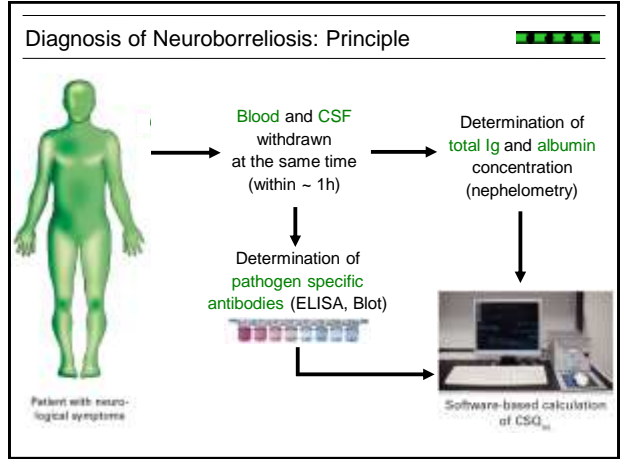 Diagnosis of Neuroborreliosis: Principle
Blood and CSF
withdrawn
at the same time
(within ~ 1h)
Determination of
total Ig and albumin
concentration
(nephelometry)
Determination of
pathogen specific
antibodies (ELISA, Blot)
Patient with neuro-
logical symptoms
Software-based calculation
of CSQ